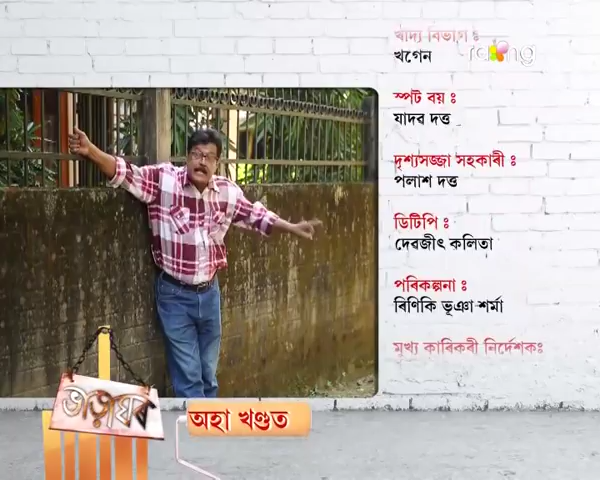 খাদ্য বিভাগ ঃ
খগেন
rang
স্পট বয় ঃ
যাদৱ দত্ত
দৃশ্যসজ্জা সহকাৰী ঃ
পলাশ দত্ত
ডিটিপি ঃ
দেৱজীৎ কলিতা
পৰিকল্পনা ঃ
ৰিণিকি ভূঞা শৰ্মা
মুখ্য কাৰ্ষিকৰী নিৰ্দেশকঃ
ভাড়াঘৰ
অহা খণ্ডত